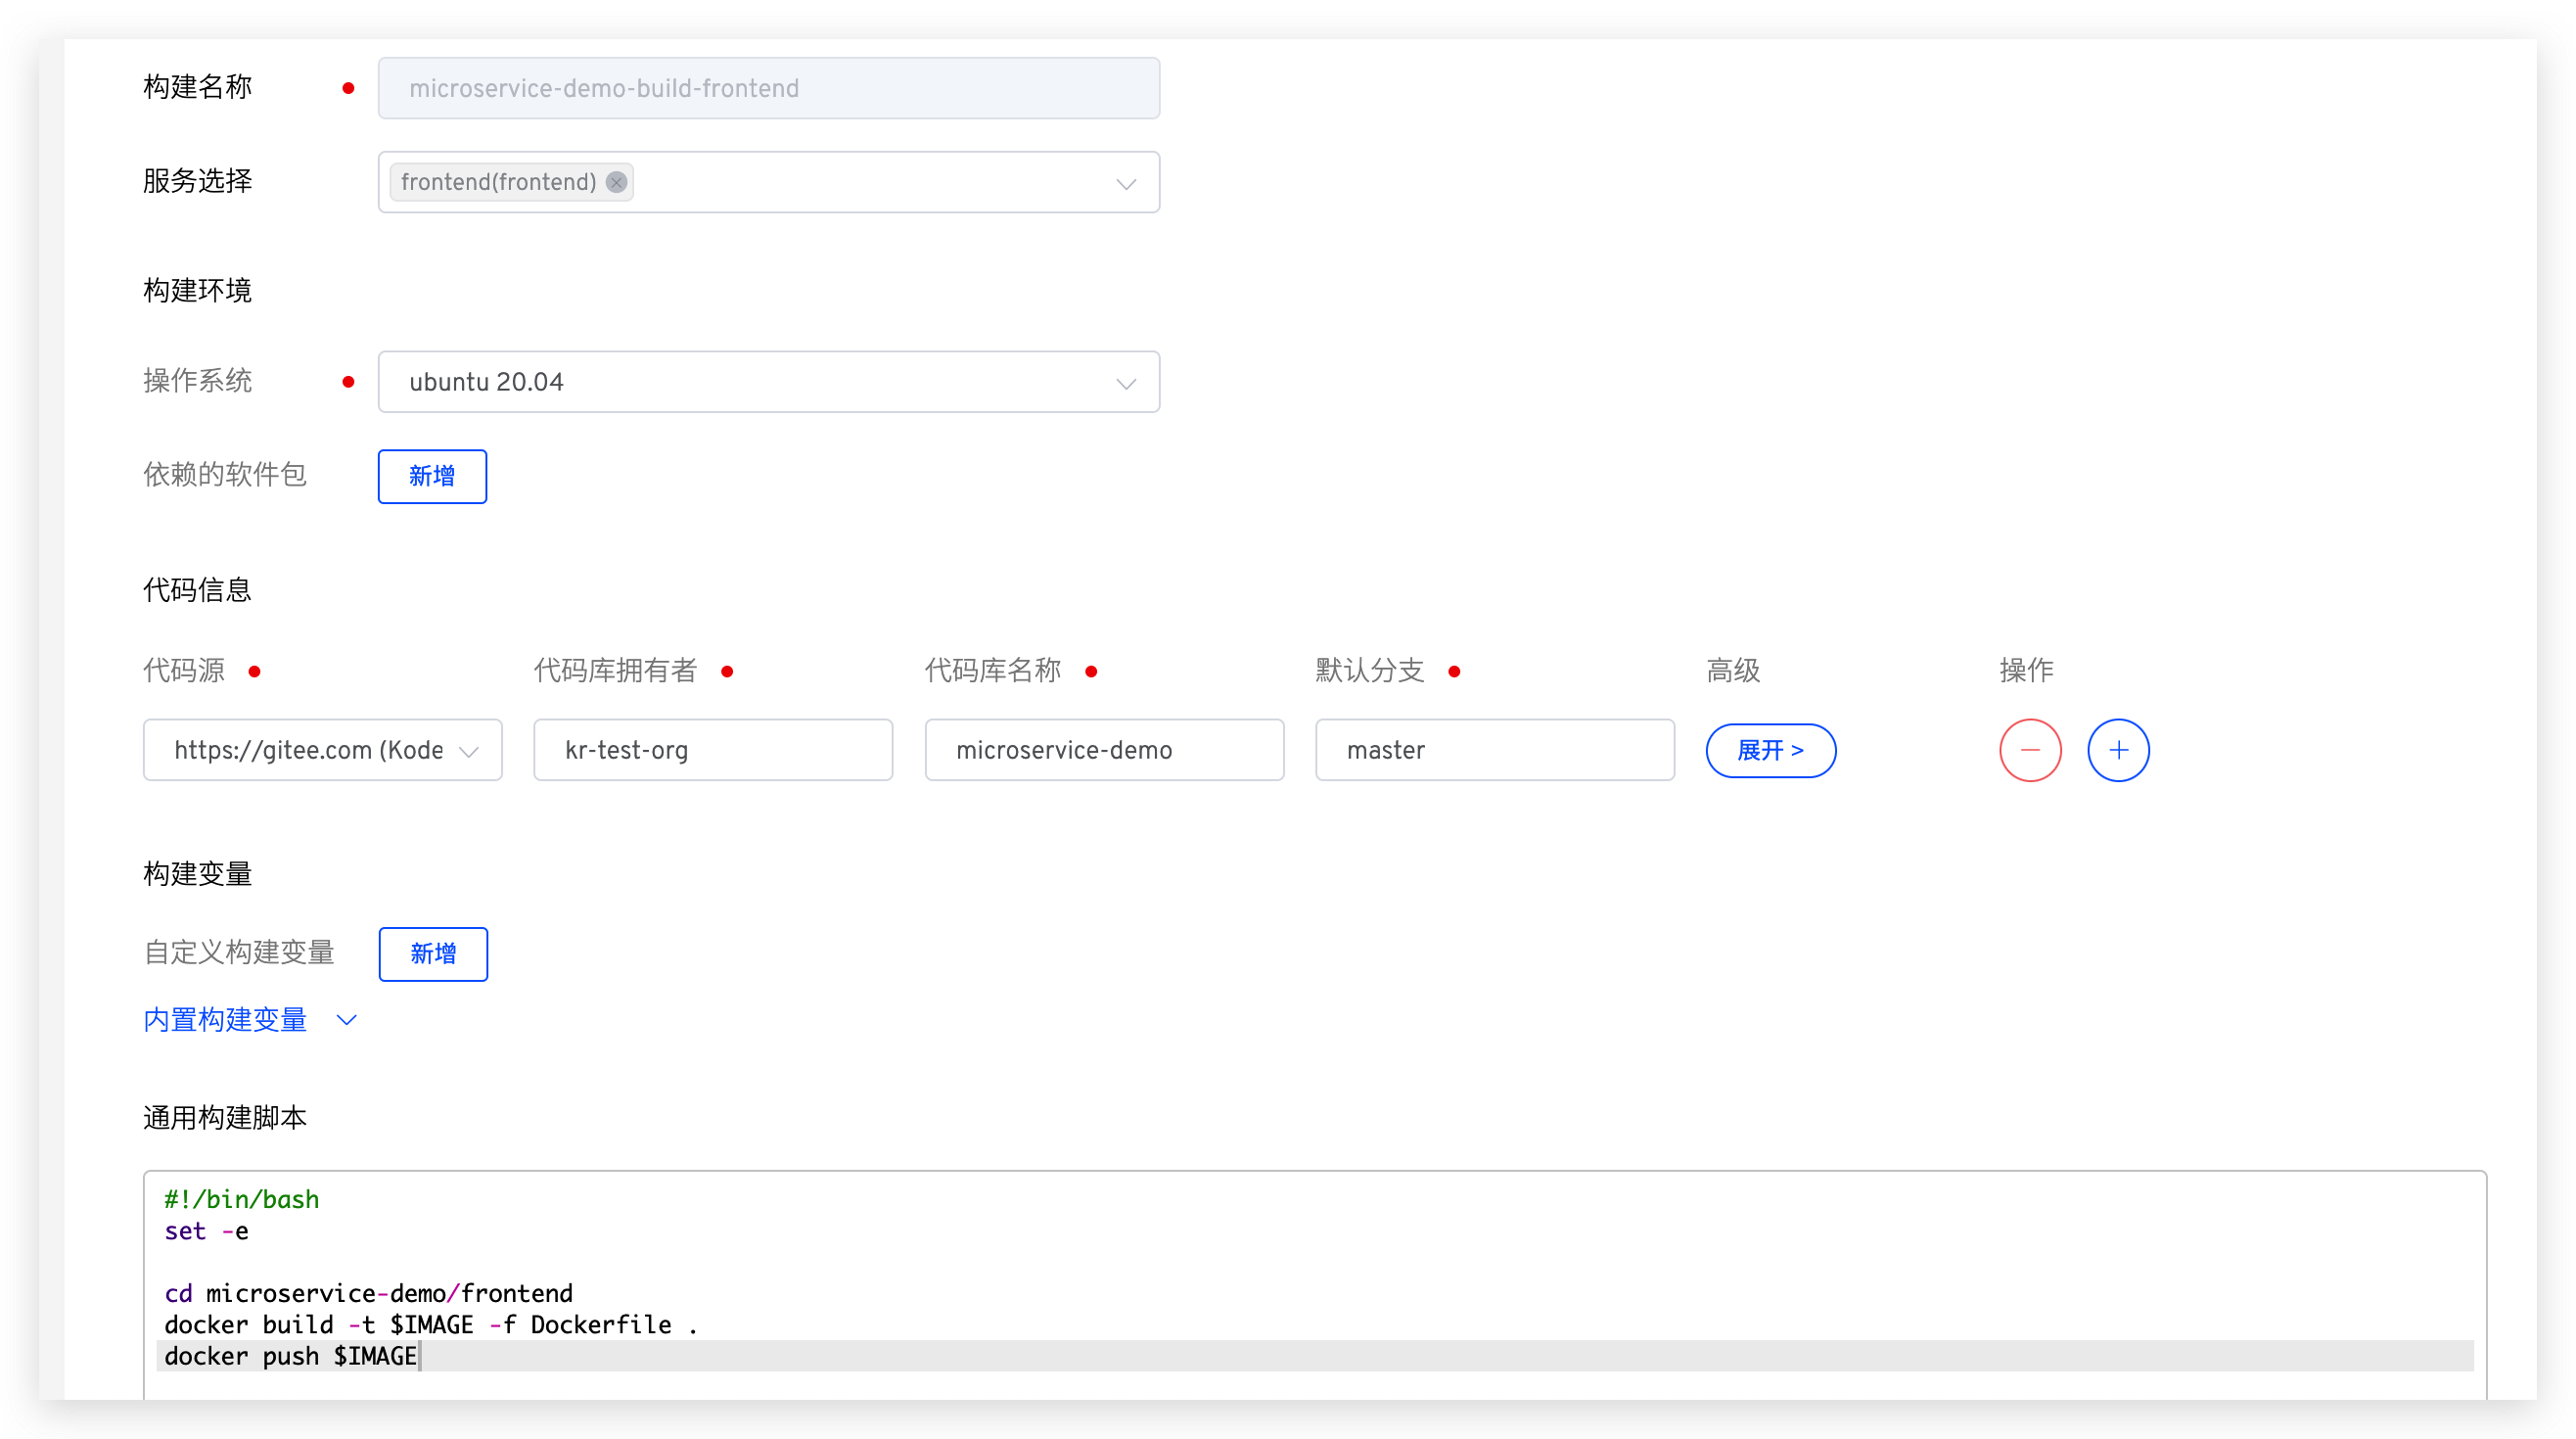 构建名称 microservice-demo-build-frontend
服务选择 frontend(frontend)
构建环境
操作系统 ubuntu 20.04
依赖的软件包 新增
代码信息
代码源 代码库拥有者 代码库名称 默认分支 高级 操作
https://gitee.com (Kode kr-test-org microservice-demo master 展开 >
构建变量
自定义构建变量 新增
内置构建变量
通用构建脚本
#!/bin/bash
set -e
cd microservice-demo/frontend
docker build -t $IMAGE -f Dockerfile .
docker push $IMAGE